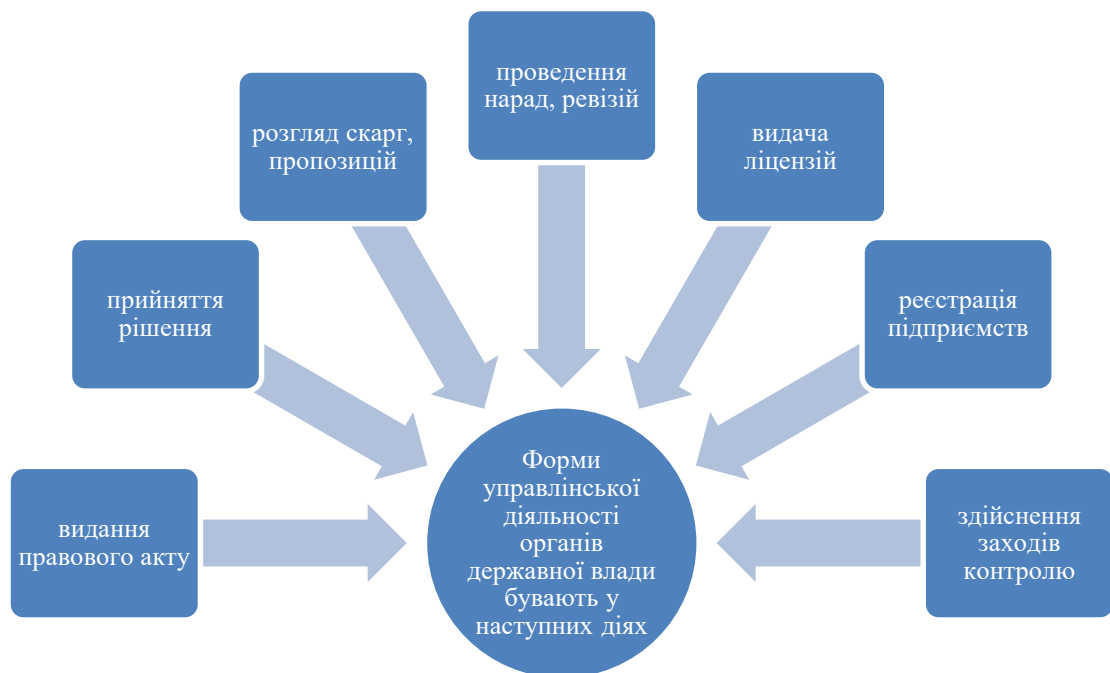 проведення
нарад, ревізій
розгляд скарг,
пропозицій
видача
ліцензій
прийняття
рішення
реєстрація
підприємств
видання
правового акту
Форми
управлінської
діяльності
органів
державної влади
бувають у
наступних діях
здійснення
заходів
контролю